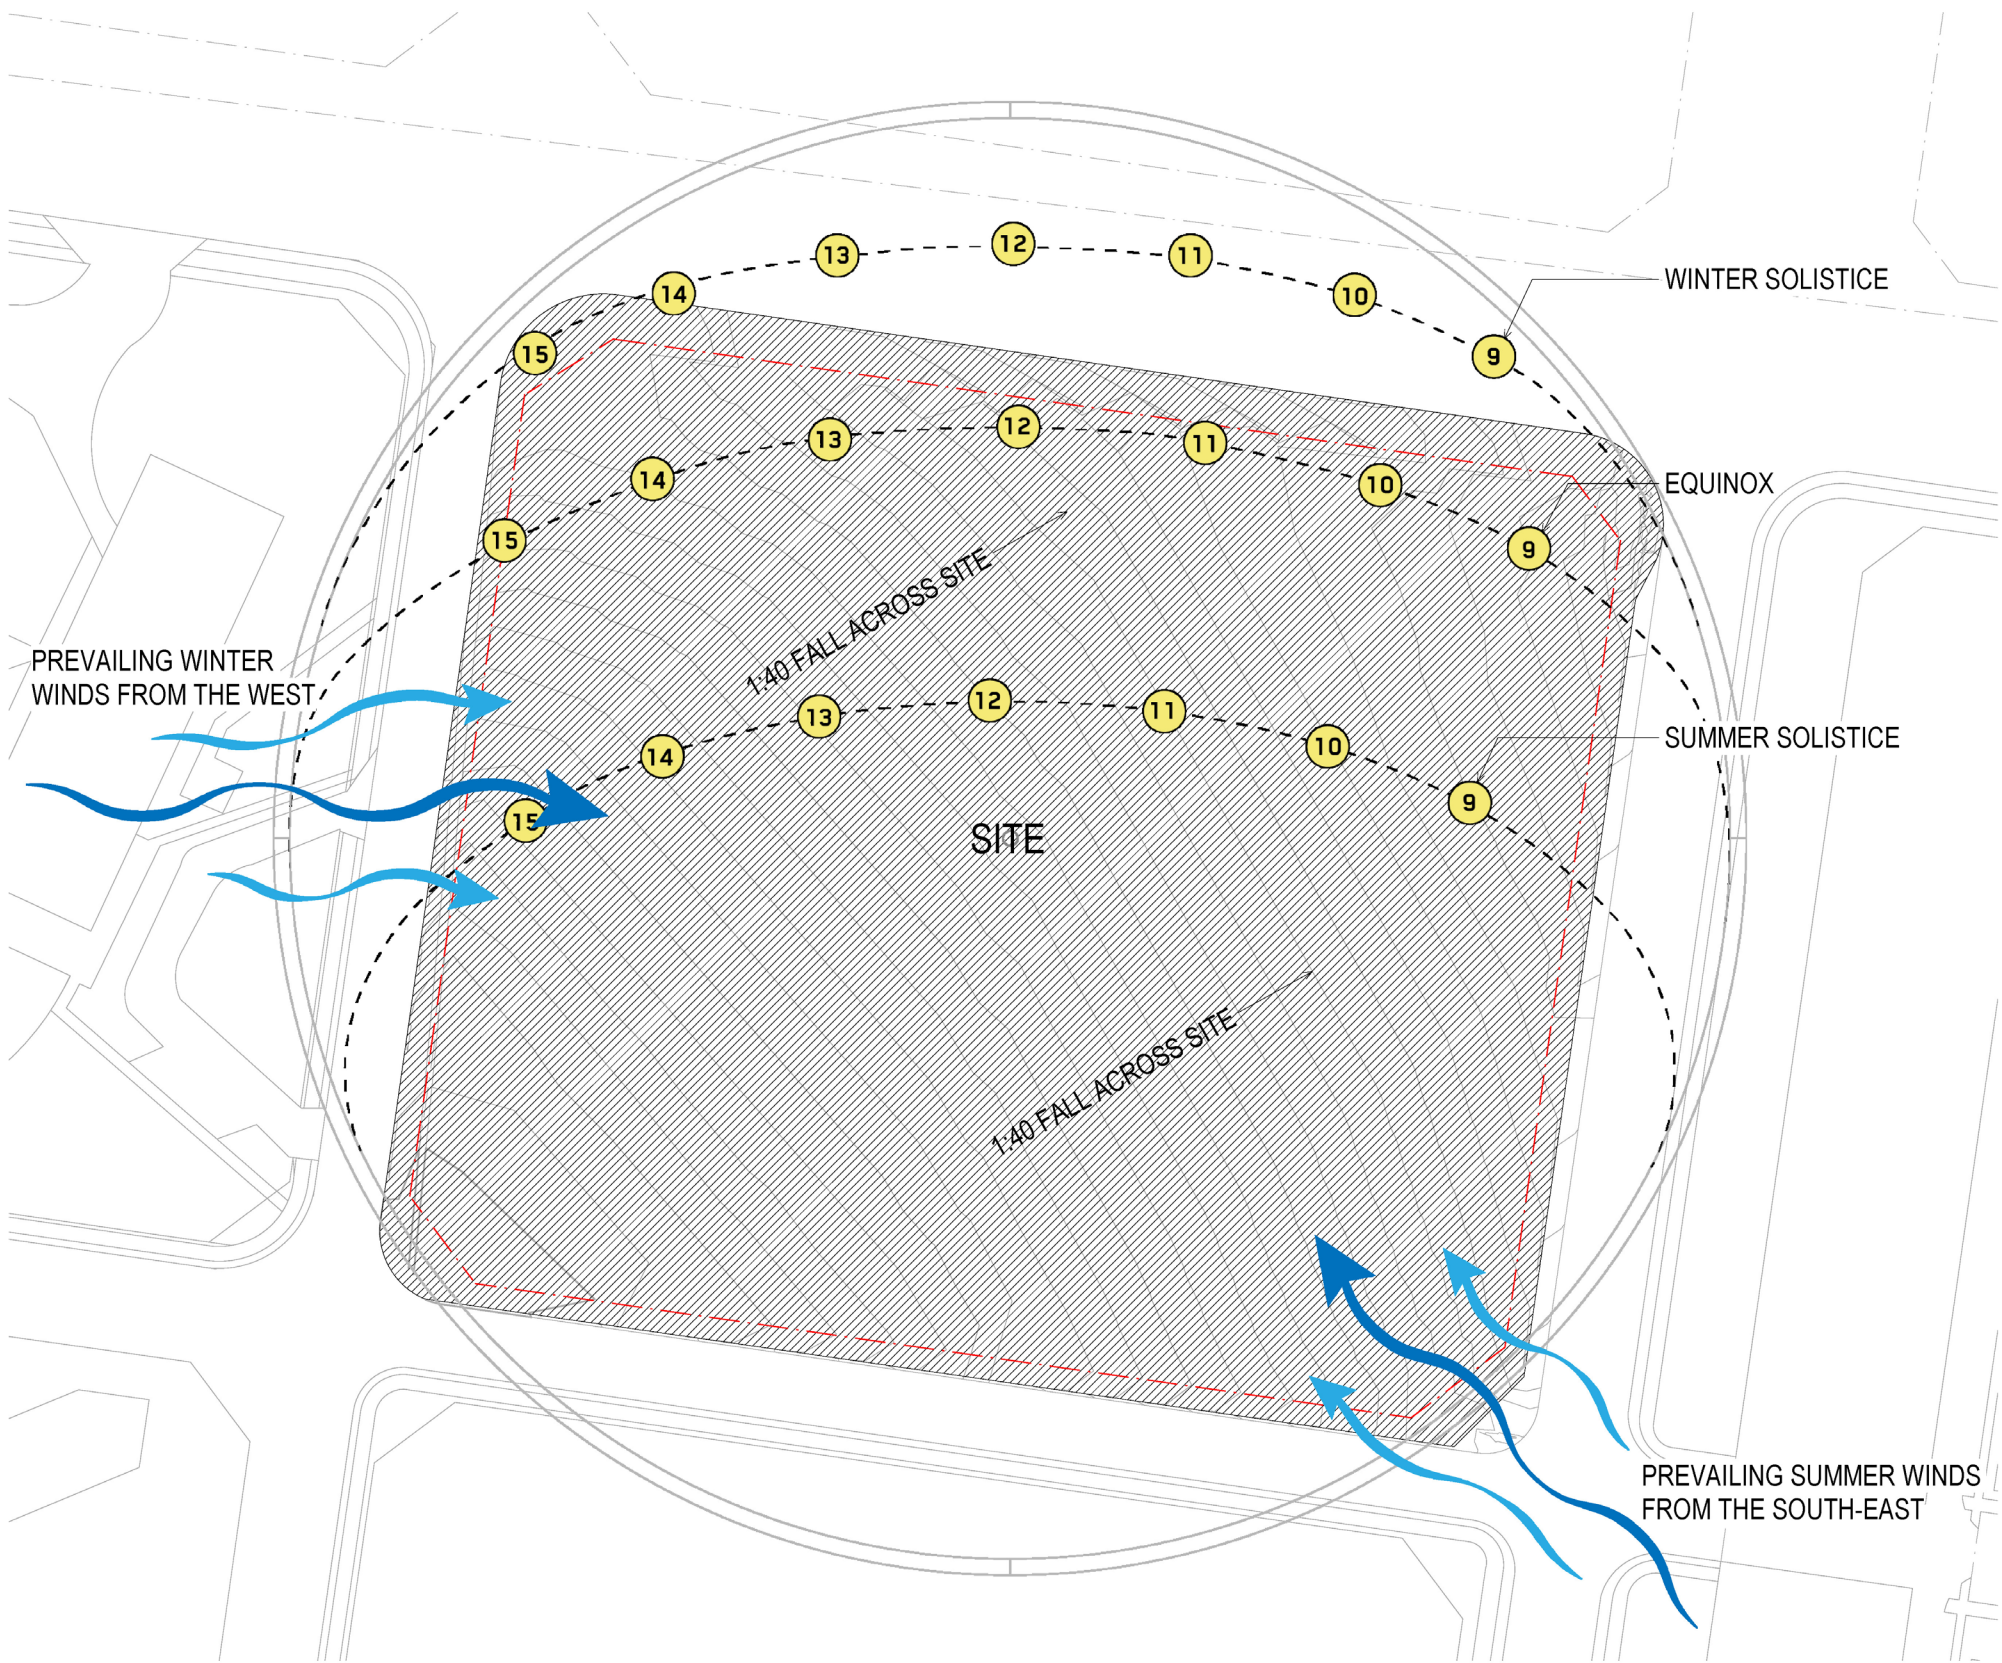 12
13
11
14
10
WINTER SOLISTICE
15
9
12
13
11
14
10
EQUINOX
15
9
1:40 FALL ACROSS SITE
PREVAILING WINTER
WINDS FROM THE WEST
12
13
11
14
10
SUMMER SOLISTICE
15
9
SITE
1:40 FALL ACROSS SITE
PREVAILING SUMMER WINDS
FROM THE SOUTH-EAST